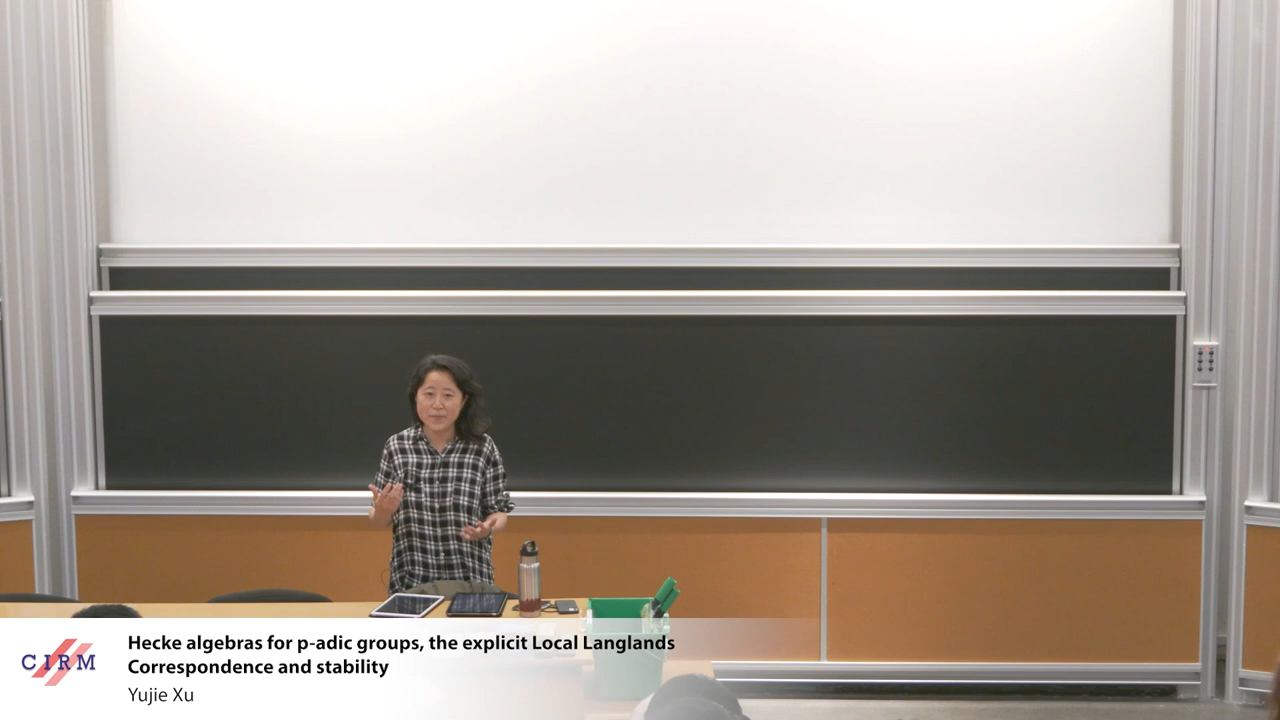 CIRM
Hecke algebras for p-adic groups, the explicit Local Langlands
Correspondence and stability
Yujie Xu